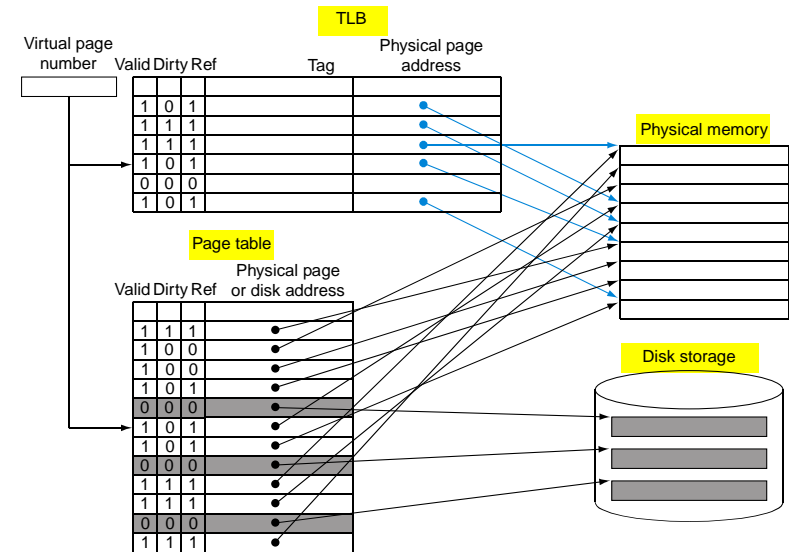 TLB
Virtual page
number
Physical page
address
Valid Dirty Ref
Tag
1 0 1
1 1 1
1 1 1
1 0 1
0 0 0
1 0 1
Physical memory
Page table
Physical page
or disk address
Valid Dirty Ref
1 1 1
1 0 0
1 0 0
1 0 1
0 0 0
1 0 1
1 0 1
0 0 0
1 1 1
1 1 1
0 0 0
1 1 1
Disk storage